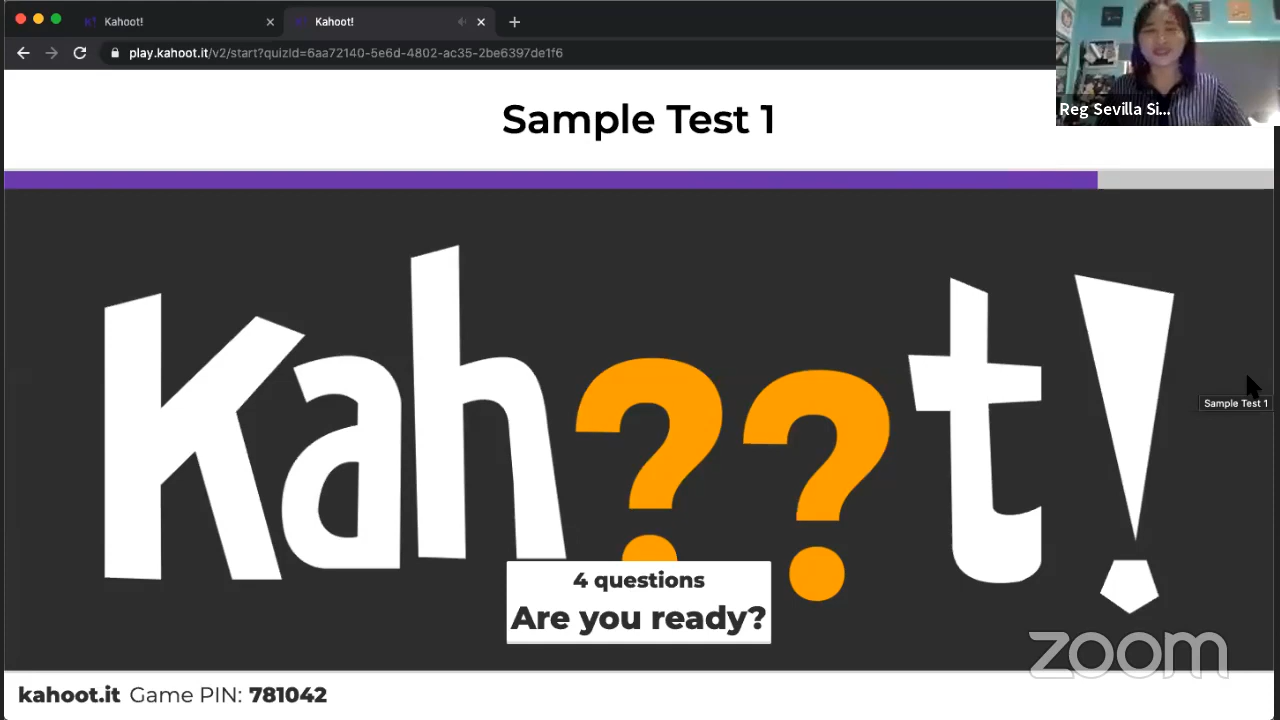 Kahoot!
Kahoot!
play.kahoot.it/v2/start?quizId=6aa72140-5e6d-4802-ac35-2be6397de1f6
Reg Sevilla Si...
Sample Test 1
Kah??t!
Sample Test 1
4 questions
Are you ready?
zoom
kahoot.it Game PIN: 781042